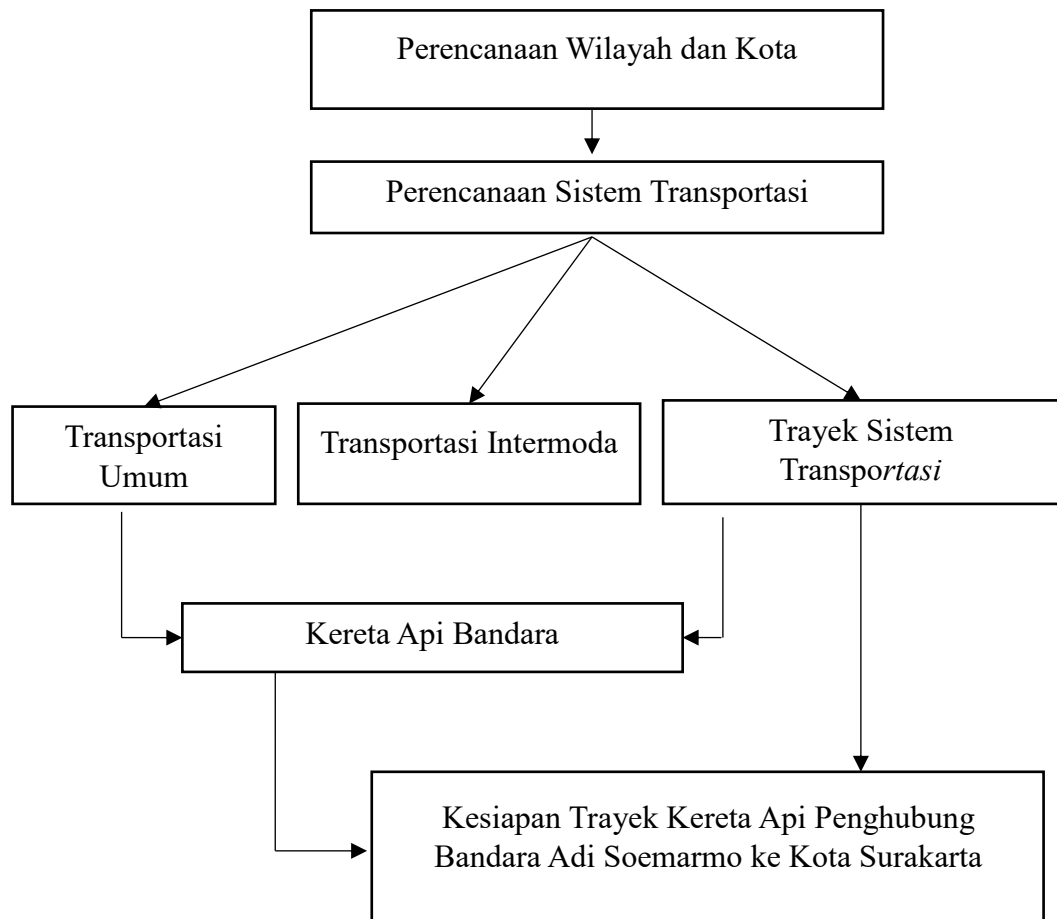 Perencanaan Wilayah dan Kota
Perencanaan Sistem Transportasi
Transportasi
Umum
Transportasi Intermoda
Trayek Sistem
Transportasi
Kereta Api Bandara
Kesiapan Trayek Kereta Api Penghubung
Bandara Adi Soemarmo ke Kota Surakarta